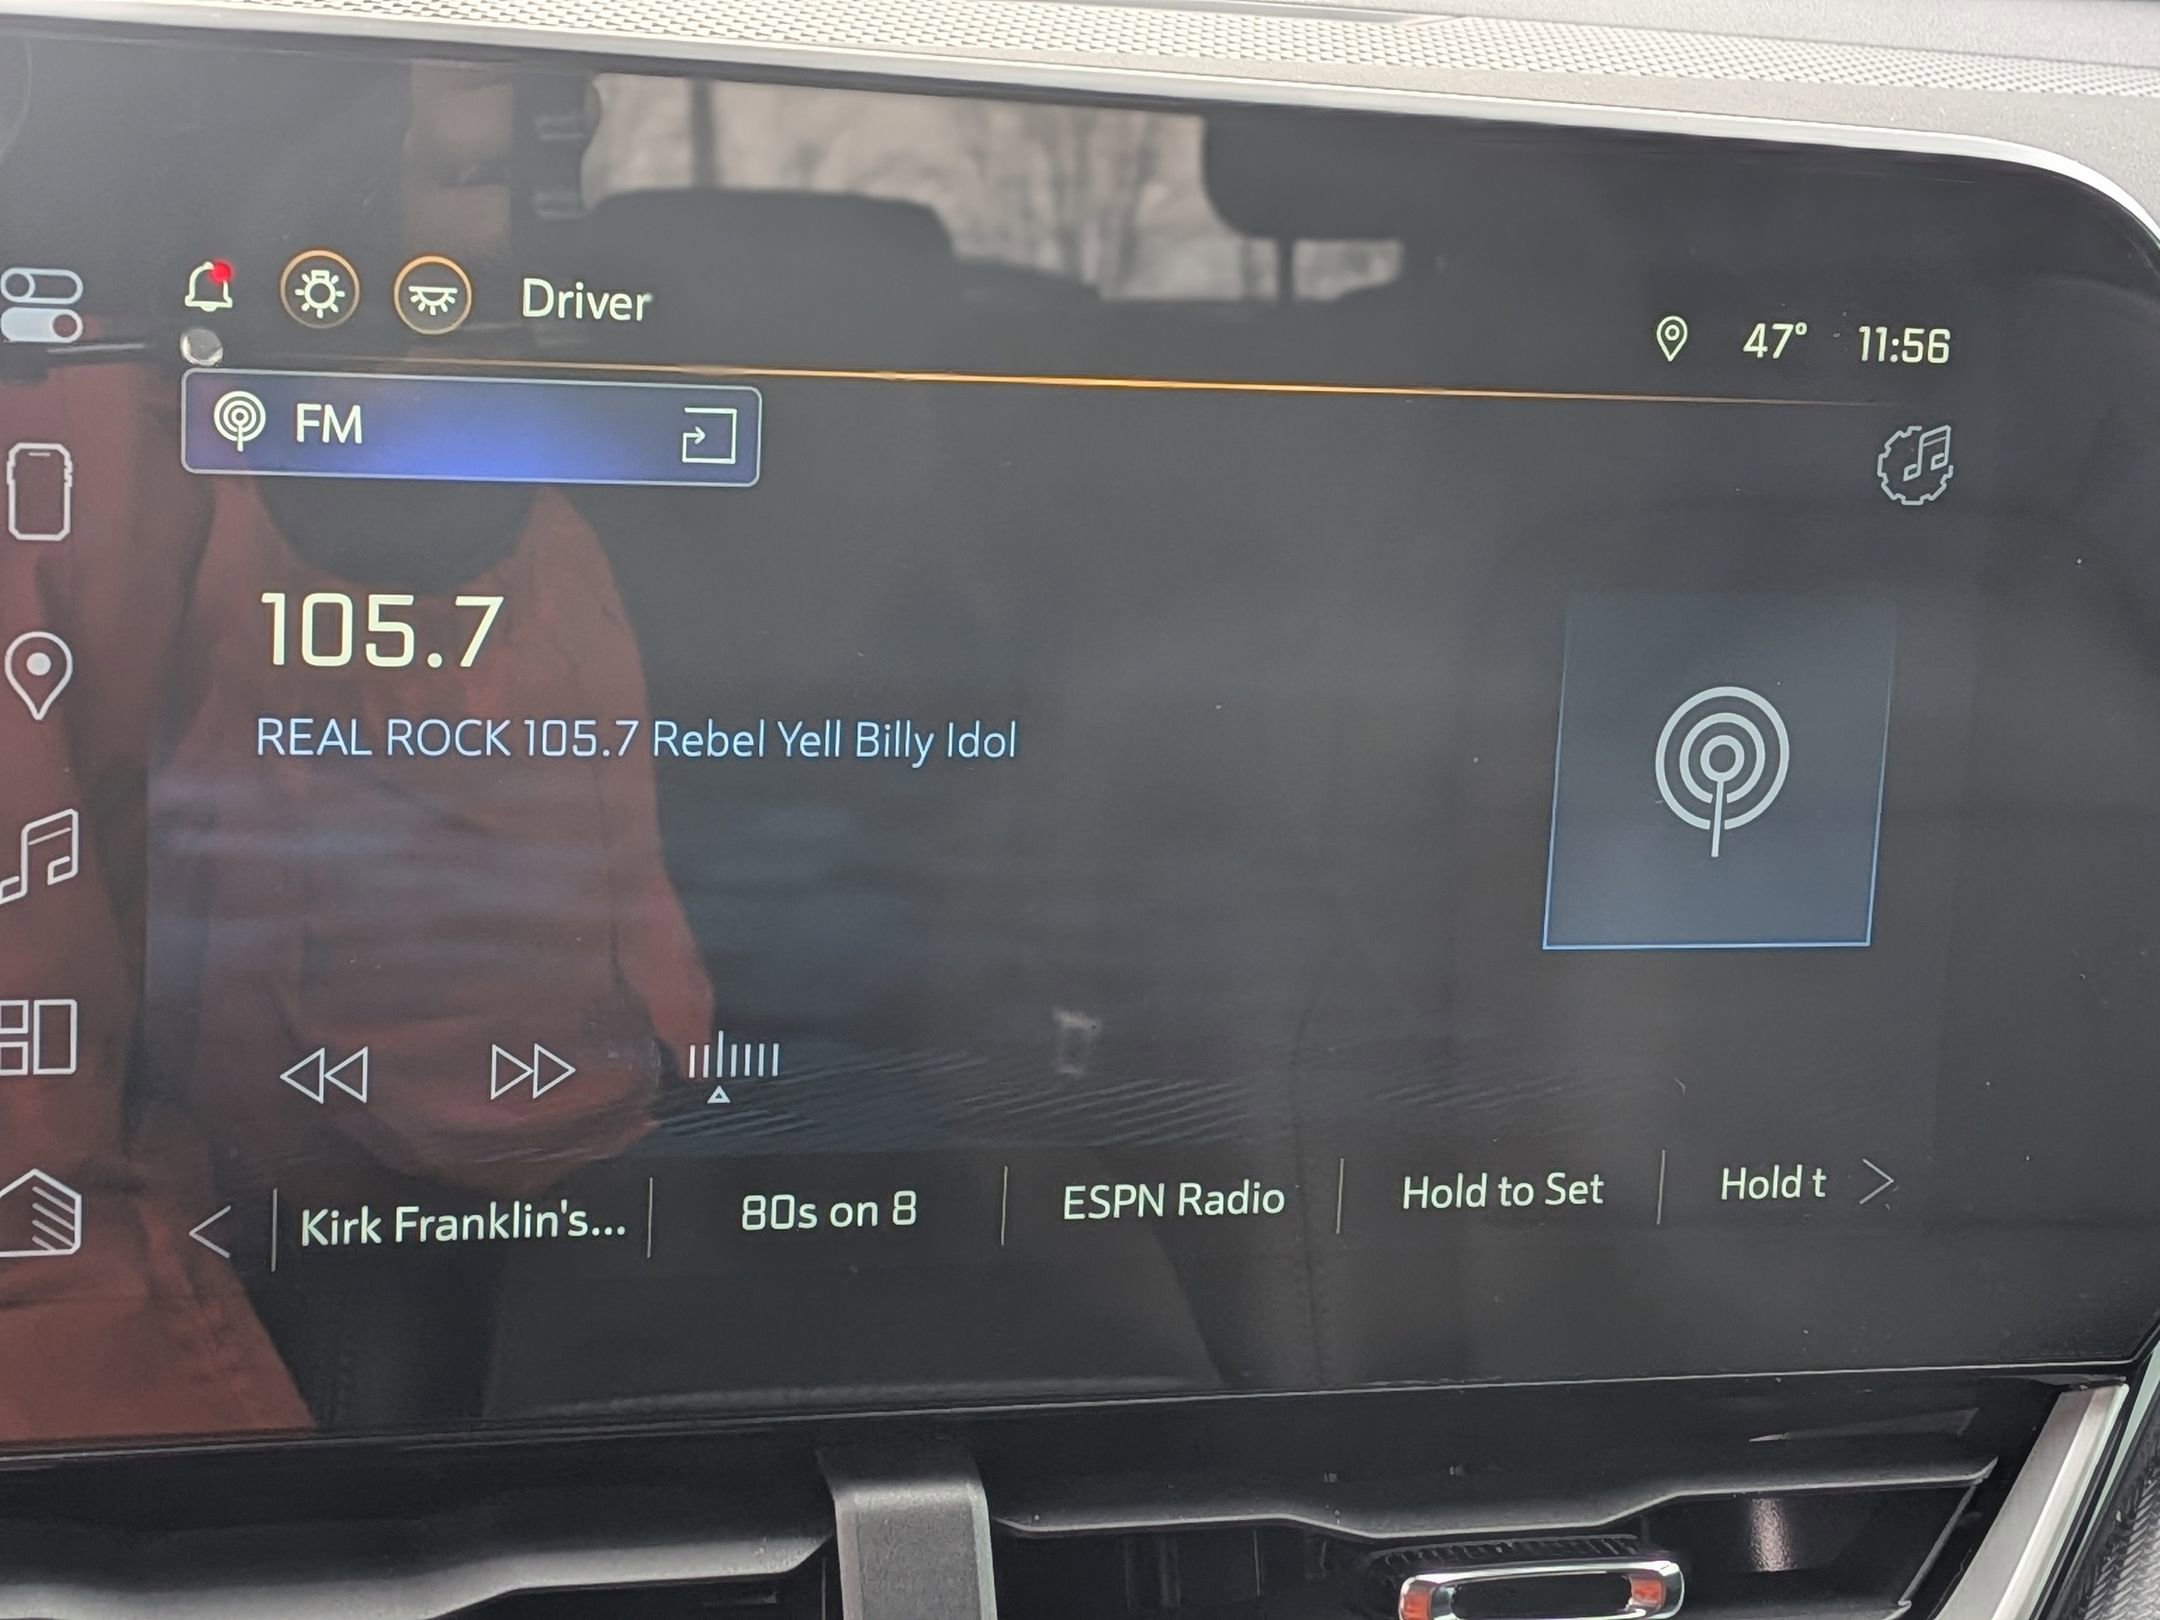 Driver
47° 11:56
FM
105.7
REAL ROCK 105.7 Rebel Yell Billy Idol
Kirk Franklin's... 80s on 8 ESPN Radio Hold to Set Hold t